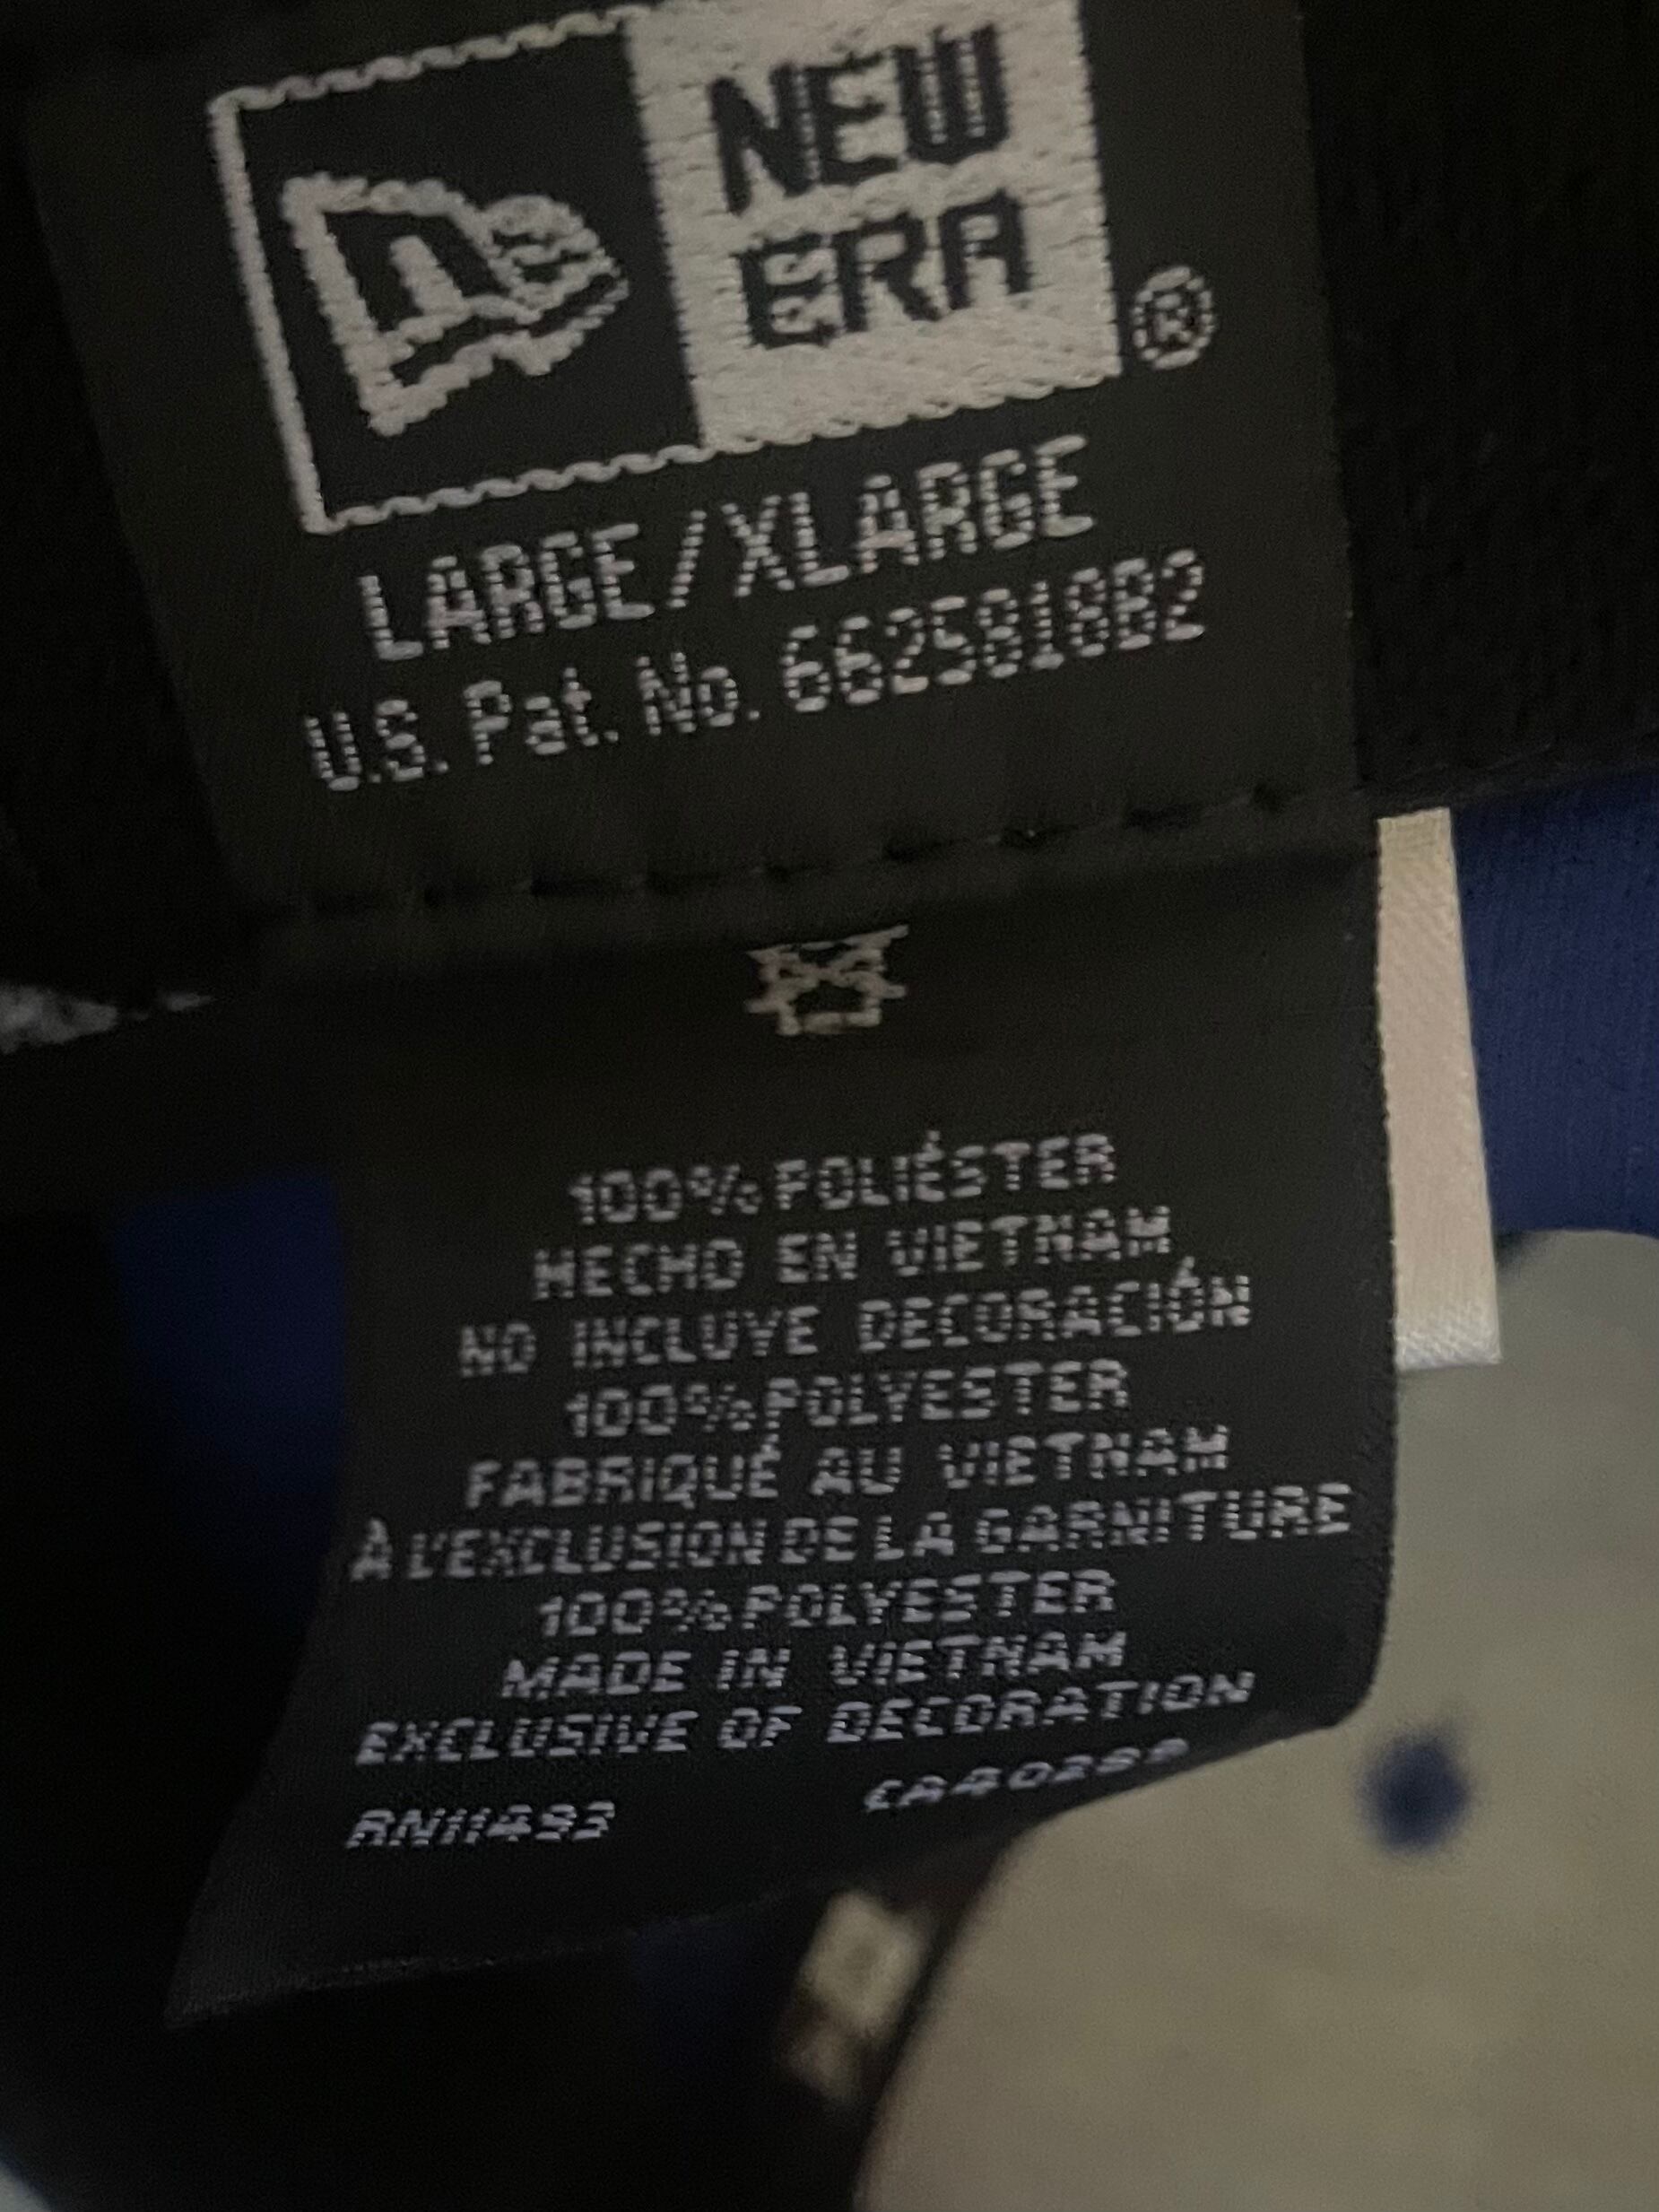 NEW
ERA
®
LARGE/XLARGE
U.S. Pat. No. 6625818B2
100% POLIÉSTER
HECHO EN VIETNAM
NO INCLUYE DECORACIÓN
100% POLYESTER
FABRIQUÉ AU VIETNAM
À L'EXCLUSION DE LA GARNITURE
100% POLYESTER
MADE IN VIETNAM
EXCLUSIVE OF DECORATION
RN11493